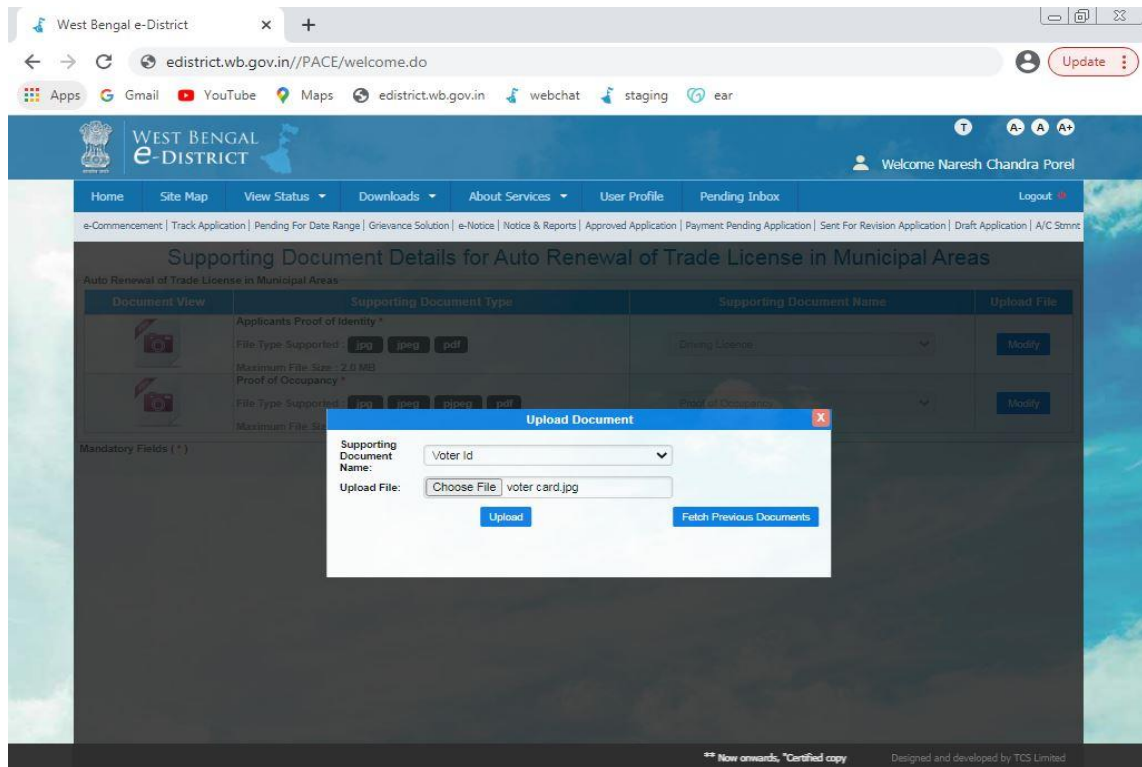 West Bengal e-District
edistrict.wb.gov.in//PACE/welcome.do
Update
Apps Gmail YouTube Maps edistrict.wb.gov.in webchat staging ear
WEST BENGAL
e-DISTRICT
T A- A A+
Welcome Naresh Chandra Porel
Home Site Map View Status Downloads About Services User Profile Pending Inbox Logout
e-Commencement | Track Application | Pending For Date Range | Grievance Solution | e-Notice | Notice & Reports | Approved Application | Payment Pending Application | Sent For Revision Application | Draft Application | A/C Stmnt
Supporting Document Details for Auto Renewal of Trade License in Municipal Areas
Auto Renewal of Trade License in Municipal Areas
Document View Supporting Document Type Supporting Document Name Upload File
Applicants Proof of Identity *
File Type Supported : jpg jpeg pdf Driving Licence Modify
Maximum File Size : 2.0 MB
Proof of Occupancy *
File Type Supported : jpg jpeg pjpeg pdf Proof of Occupancy Modify
Maximum File
Mandatory Fields ( * )
Upload Document X
Supporting Document Name: Voter Id
Upload File: Choose File voter card.jpg
Upload Fetch Previous Documents
** Now onwards, "Certified copy Designed and developed by TCS Limited